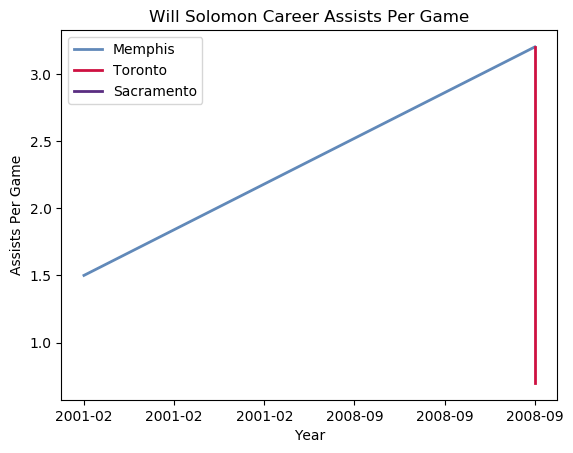 Will Solomon Career Assists Per Game
Memphis
Toronto
Sacramento
3.0
2.5
2.0
1.5
1.0
Assists Per Game
2001-02 2001-02 2001-02 2008-09 2008-09 2008-09
Year